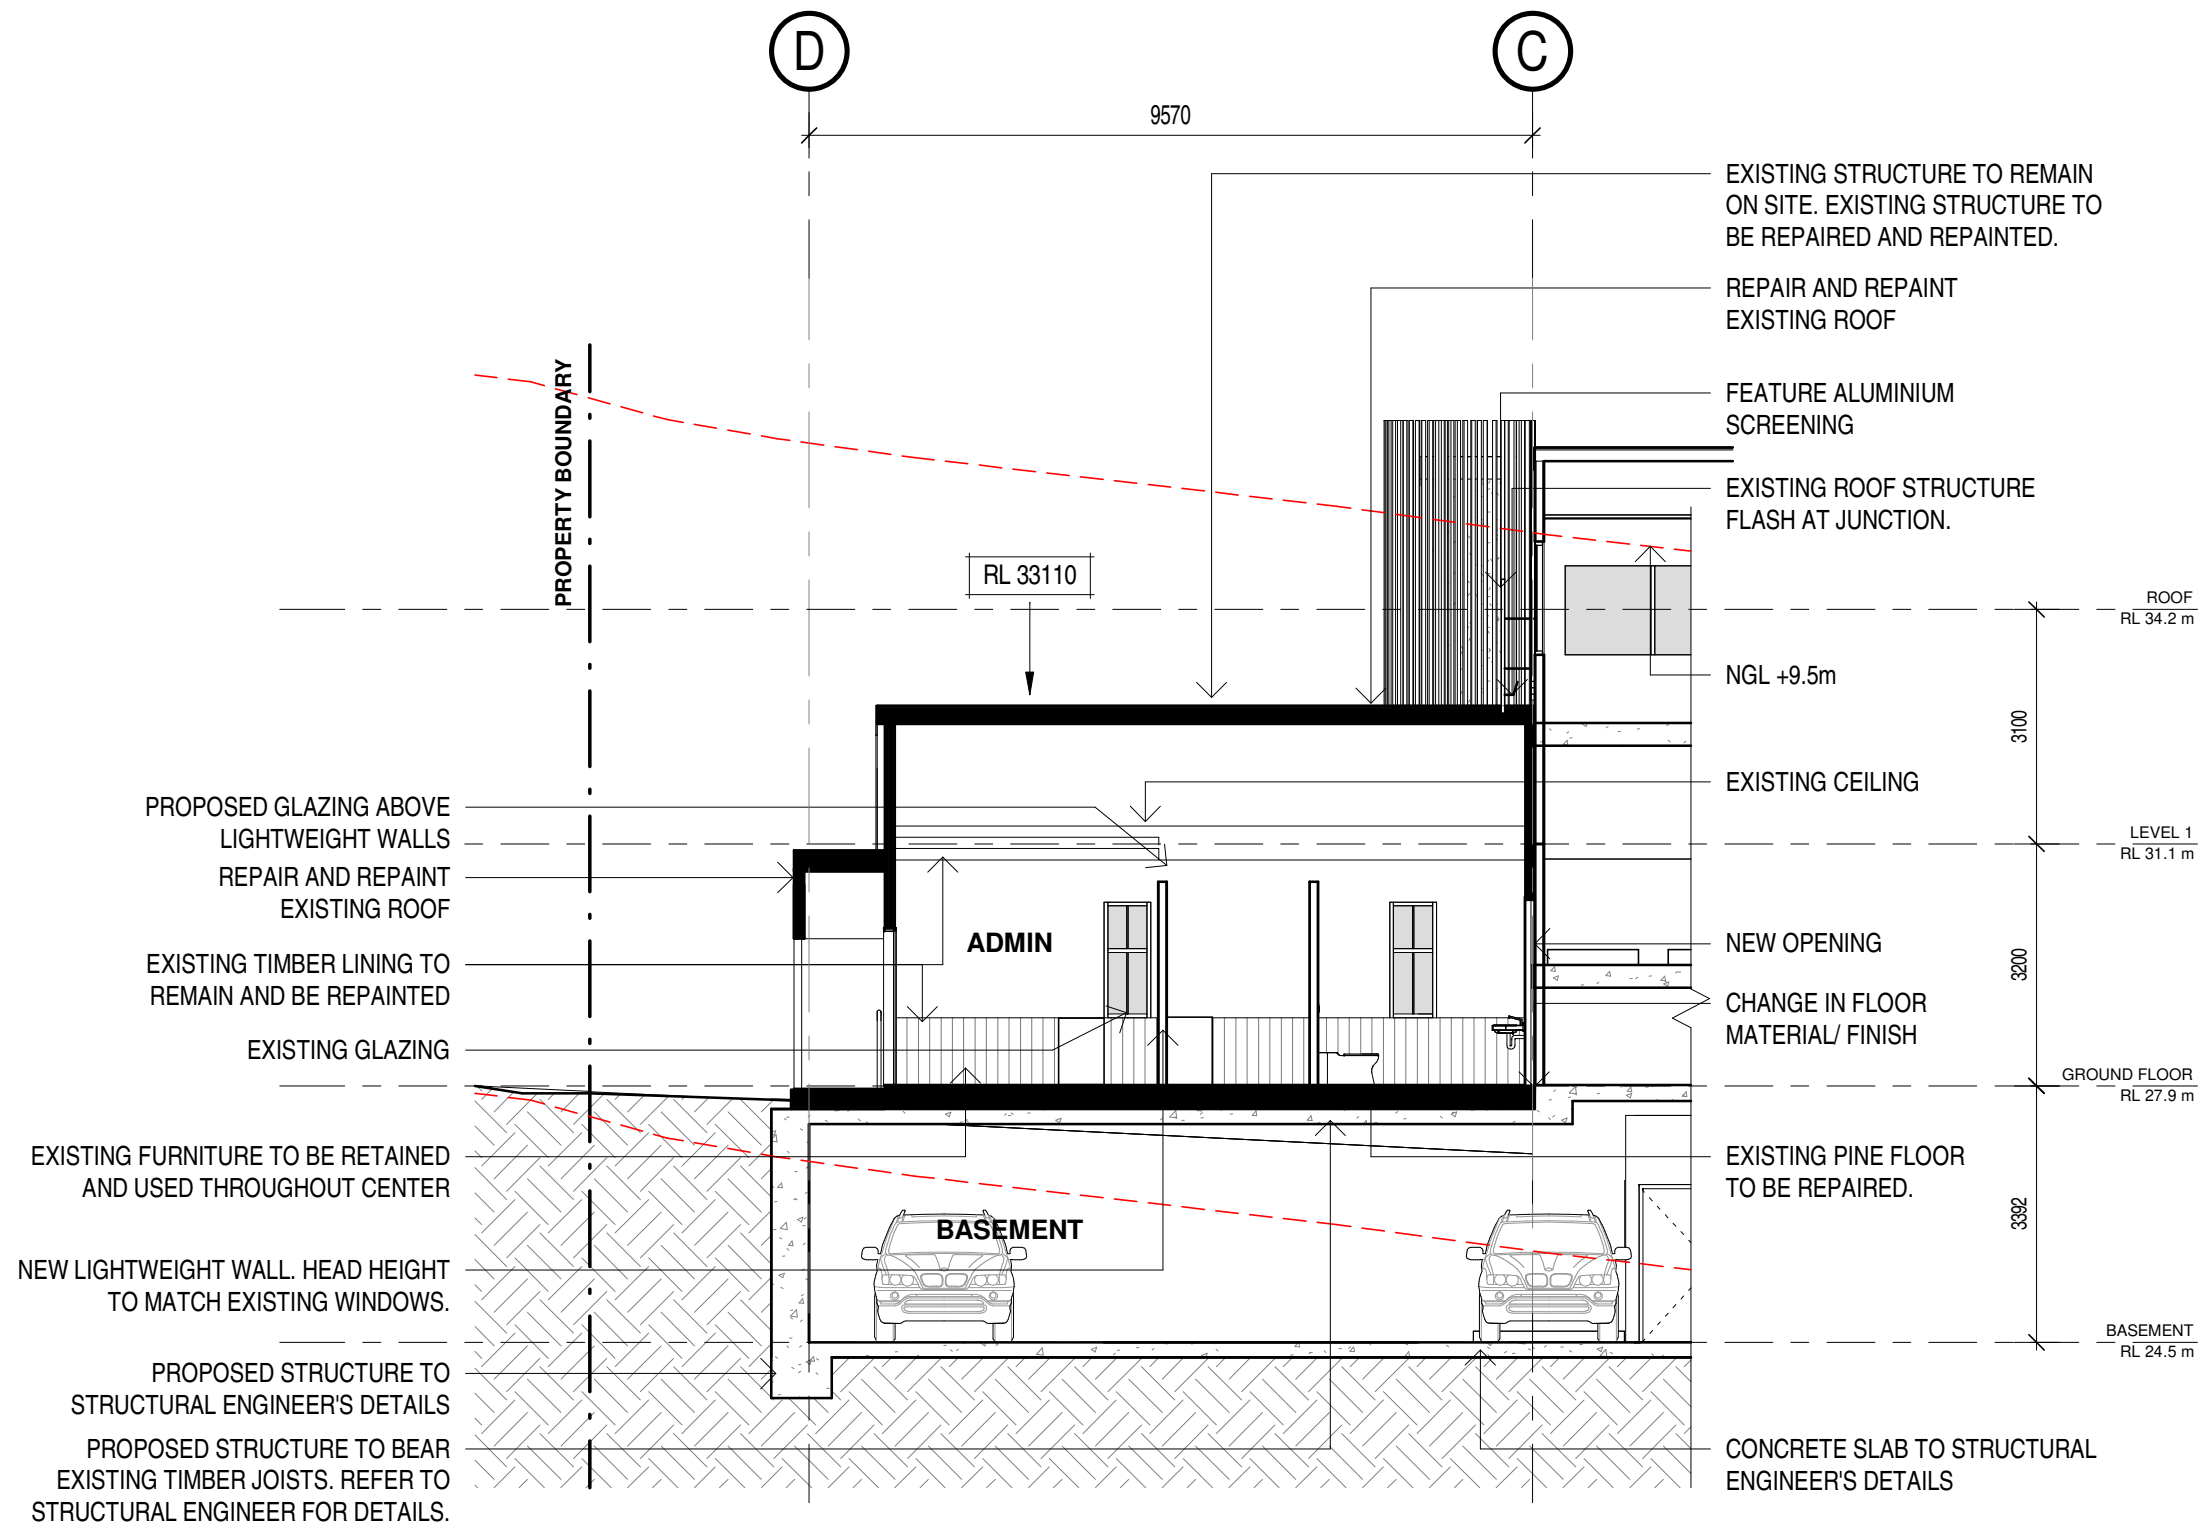 D
C
9570
EXISTING STRUCTURE TO REMAIN
ON SITE. EXISTING STRUCTURE TO
BE REPAIRED AND REPAINTED.
REPAIR AND REPAINT
EXISTING ROOF
FEATURE ALUMINIUM
SCREENING
EXISTING ROOF STRUCTURE
FLASH AT JUNCTION.
PROPERTY BOUNDARY
RL 33110
ROOF
RL 34.2 m
NGL +9.5m
3100
EXISTING CEILING
PROPOSED GLAZING ABOVE
LIGHTWEIGHT WALLS
LEVEL 1
RL 31.1 m
REPAIR AND REPAINT
EXISTING ROOF
ADMIN
NEW OPENING
3200
EXISTING TIMBER LINING TO
REMAIN AND BE REPAINTED
CHANGE IN FLOOR
MATERIAL/ FINISH
EXISTING GLAZING
GROUND FLOOR
RL 27.9 m
EXISTING FURNITURE TO BE RETAINED
AND USED THROUGHOUT CENTER
EXISTING PINE FLOOR
TO BE REPAIRED.
3392
BASEMENT
NEW LIGHTWEIGHT WALL. HEAD HEIGHT
TO MATCH EXISTING WINDOWS.
BASEMENT
RL 24.5 m
PROPOSED STRUCTURE TO
STRUCTURAL ENGINEER'S DETAILS
PROPOSED STRUCTURE TO BEAR
EXISTING TIMBER JOISTS. REFER TO
STRUCTURAL ENGINEER FOR DETAILS.
CONCRETE SLAB TO STRUCTURAL
ENGINEER'S DETAILS